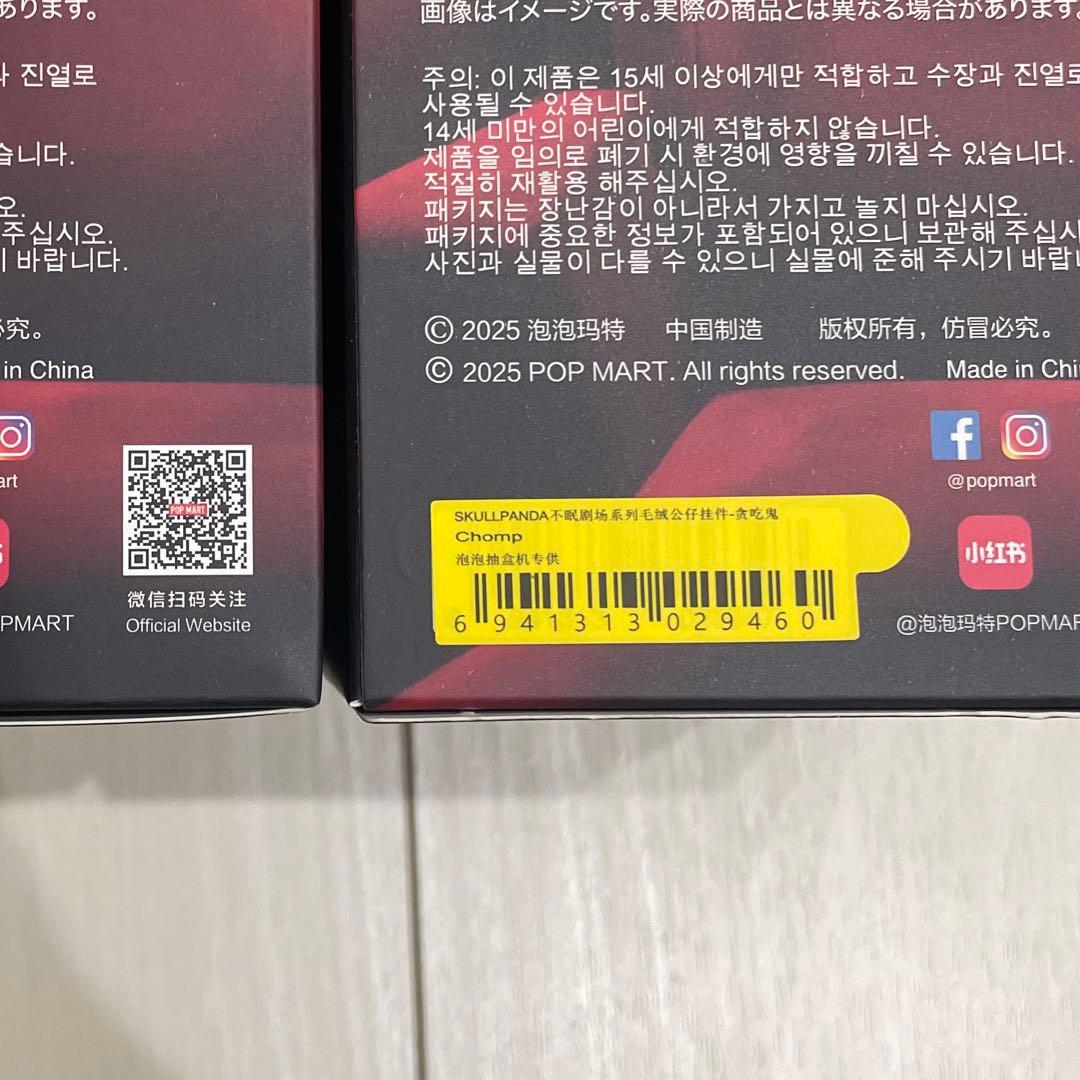 あります。
과 진열로
습니다.
오.
주십시오.
기 바랍니다.
必究。
in China
art
POP MART
微信扫码关注
Official Website
PMART
画像はイメージです。実際の商品とは異なる場合があります。
주의: 이 제품은 15세 이상에게만 적합하고 수장과 진열로
사용될 수 있습니다.
14세 미만의 어린이에게 적합하지 않습니다.
제품을 임의로 폐기 시 환경에 영향을 끼칠 수 있습니다.
적절히 재활용 해주십시오.
패키지는 장난감이 아니라서 가지고 놀지 마십시오.
패키지에 중요한 정보가 포함되어 있으니 보관해 주십시
사진과 실물이 다를 수 있으니 실물에 준해 주시기 바랍니
© 2025 泡泡玛特 中国制造 版权所有，仿冒必究。
© 2025 POP MART. All rights reserved. Made in Chi
@popmart
SKULLPANDA不眠剧场系列毛绒公仔挂件-贪吃鬼
Chomp
泡泡抽盒机专供
6 941313 029460
小红书
@泡泡玛特POPMAR